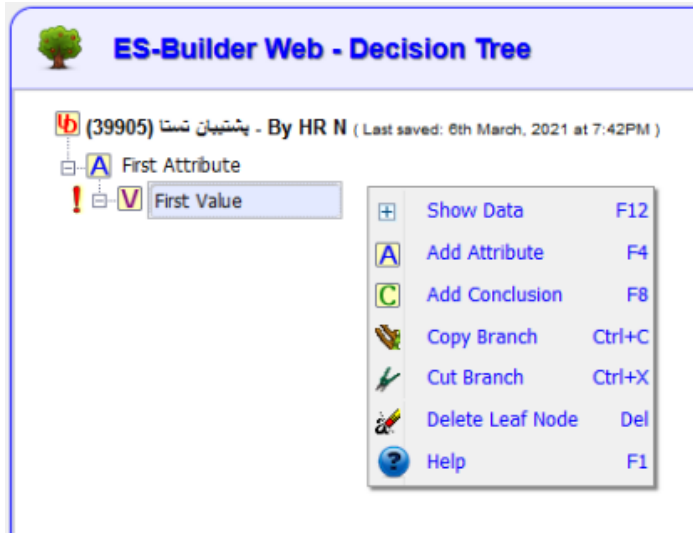 ES-Builder Web - Decision Tree
پشتیبان تستا (39905) - By HR N ( Last saved: 6th March, 2021 at 7:42PM )
A First Attribute
! V First Value
Show Data F12
A Add Attribute F4
C Add Conclusion F8
Copy Branch Ctrl+C
Cut Branch Ctrl+X
Delete Leaf Node Del
? Help F1